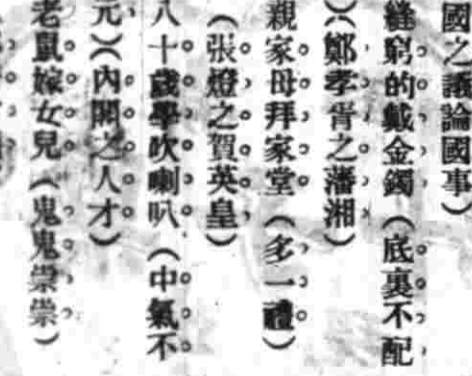 國之議論國事）
縫窮的戴金鐲（底裏不配
）（鄭孝胥之藩湘）
親家母拜家堂（多一禮）
（張燈之賀英皇）
八十歲學吹喇叭（中氣不
元）（內閣之人才）
老鼠嫁女兒（鬼鬼祟祟）